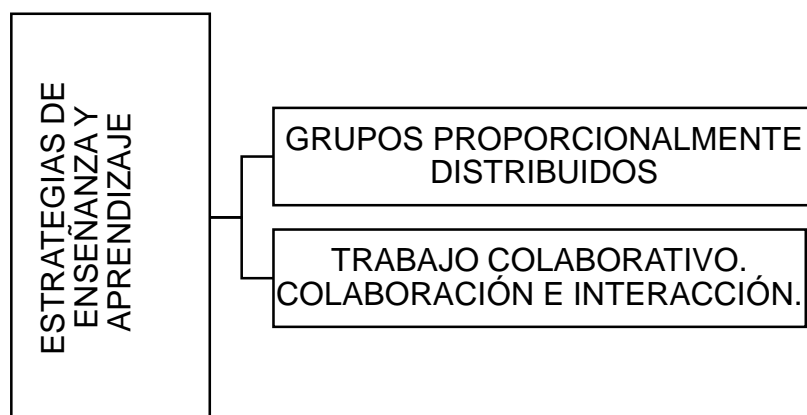 ESTRATEGIAS DE
ENSEÑANZA Y
APRENDIZAJE
GRUPOS PROPORCIONALMENTE
DISTRIBUIDOS
TRABAJO COLABORATIVO.
COLABORACIÓN E INTERACCIÓN.